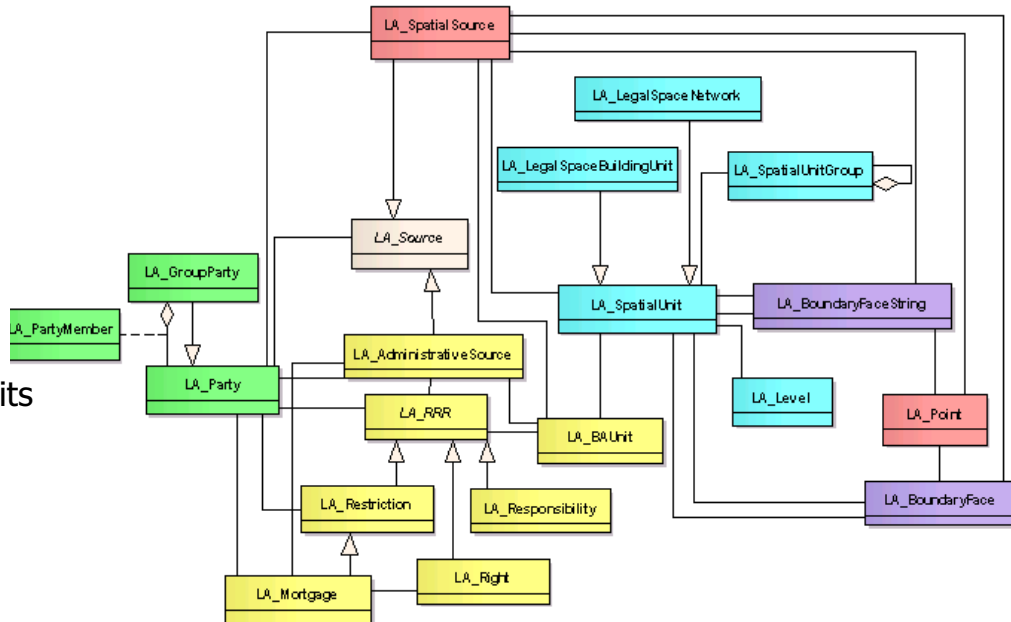 LA_SpatialSource
LA_LegalSpaceNetwork
LA_LegalSpaceBuildingUnit
LA_SpatialUnitGroup
LA_Source
LA_GroupParty
LA_SpatialUnit
LA_BoundaryFaceString
LA_PartyMember
LA_AdministrativeSource
LA_Party
its
LA_Level
LA_RRR
LA_Point
LA_BAUnit
LA_BoundaryFace
LA_Restriction
LA_Responsibility
LA_Right
LA_Mortgage